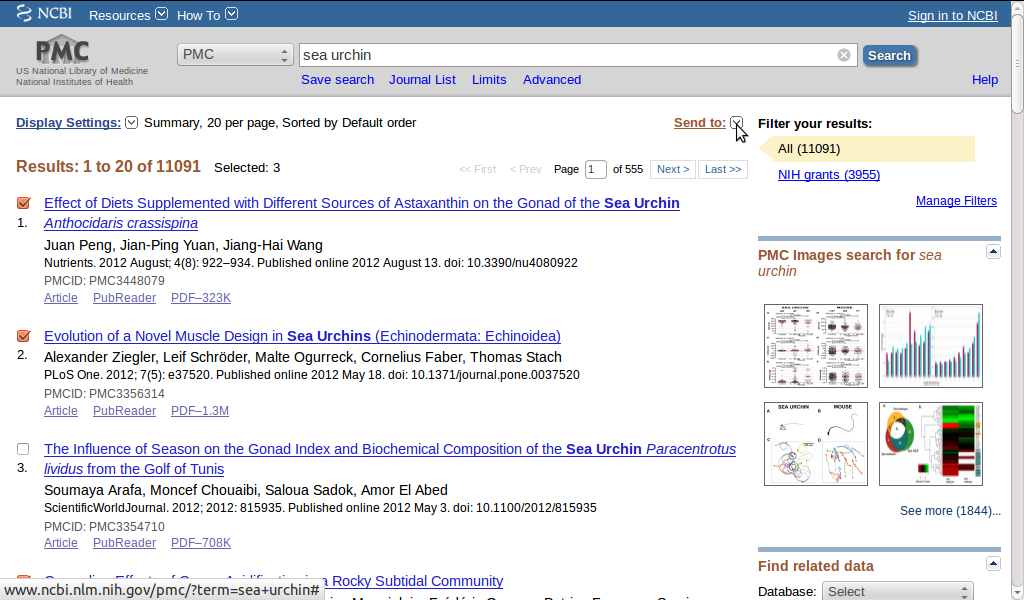 NCBI Resources How To Sign in to NCBI
PMC
US National Library of Medicine
National Institutes of Health
PMC sea urchin Search
Save search Journal List Limits Advanced Help
Display Settings: Summary, 20 per page, Sorted by Default order Send to:
Filter your results:
All (11091)
NIH grants (3955)
Manage Filters
Results: 1 to 20 of 11091 Selected: 3
<< First < Prev Page 1 of 555 Next > Last >>
Effect of Diets Supplemented with Different Sources of Astaxanthin on the Gonad of the Sea Urchin
1. Anthocidaris crassispina
Juan Peng, Jian-Ping Yuan, Jiang-Hai Wang
Nutrients. 2012 August; 4(8): 922–934. Published online 2012 August 13. doi: 10.3390/nu4080922
PMCID: PMC3448079
Article PubReader PDF–323K
Evolution of a Novel Muscle Design in Sea Urchins (Echinodermata: Echinoidea)
2. Alexander Ziegler, Leif Schröder, Malte Ogurreck, Cornelius Faber, Thomas Stach
PLoS One. 2012; 7(5): e37520. Published online 2012 May 18. doi: 10.1371/journal.pone.0037520
PMCID: PMC3356314
Article PubReader PDF–1.3M
The Influence of Season on the Gonad Index and Biochemical Composition of the Sea Urchin Paracentrotus
3. lividus from the Golf of Tunis
Soumaya Arafa, Moncef Chouaibi, Saloua Sadok, Amor El Abed
ScientificWorldJournal. 2012; 2012: 815935. Published online 2012 May 3. doi: 10.1100/2012/815935
PMCID: PMC3354710
Article PubReader PDF–708K
a Rocky Subtidal Community
www.ncbi.nlm.nih.gov/pmc/?term=sea+urchin#
PMC Images search for sea
urchin
SEA URCHIN MOUSE
SEA URCHIN MOUSE
See more (1844)...
Find related data
Database: Select